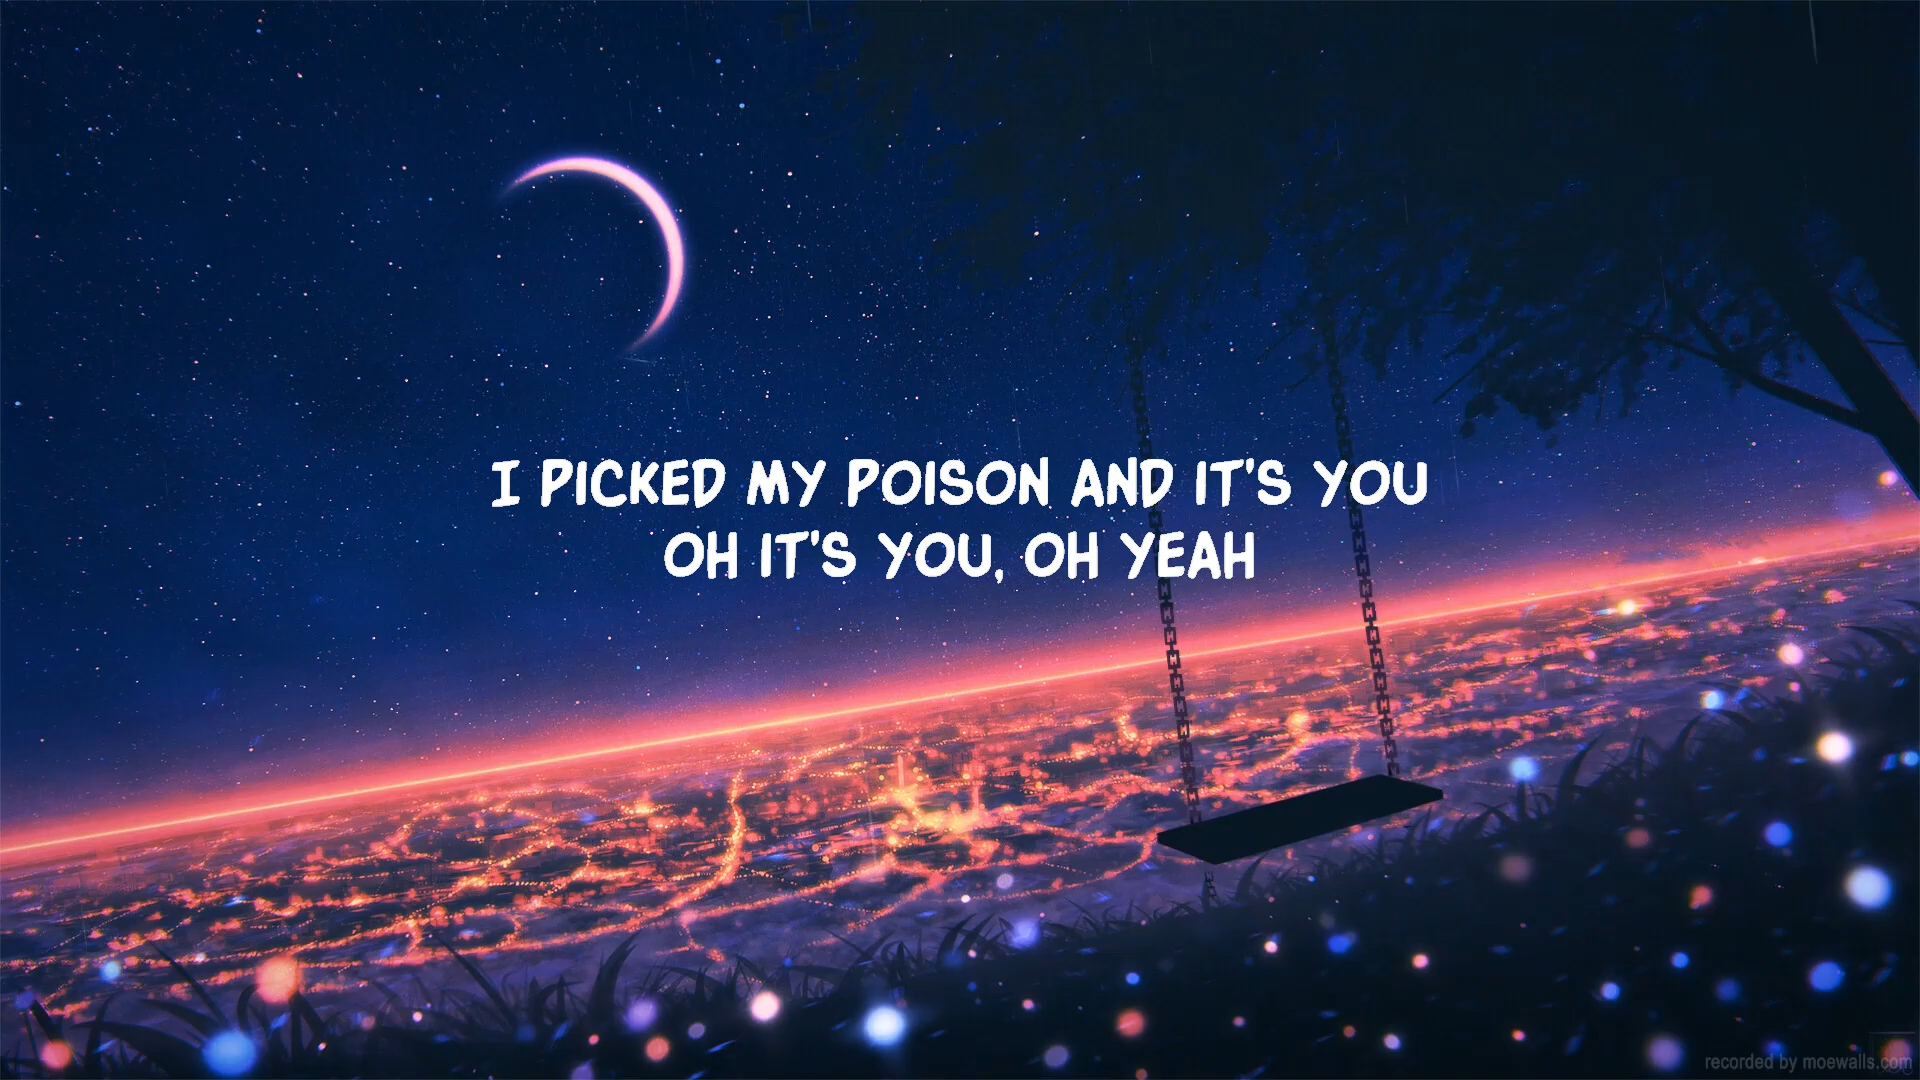 I PICKED MY POISON AND IT'S YOU
OH IT'S YOU, OH YEAH
recorded by moewalls.com